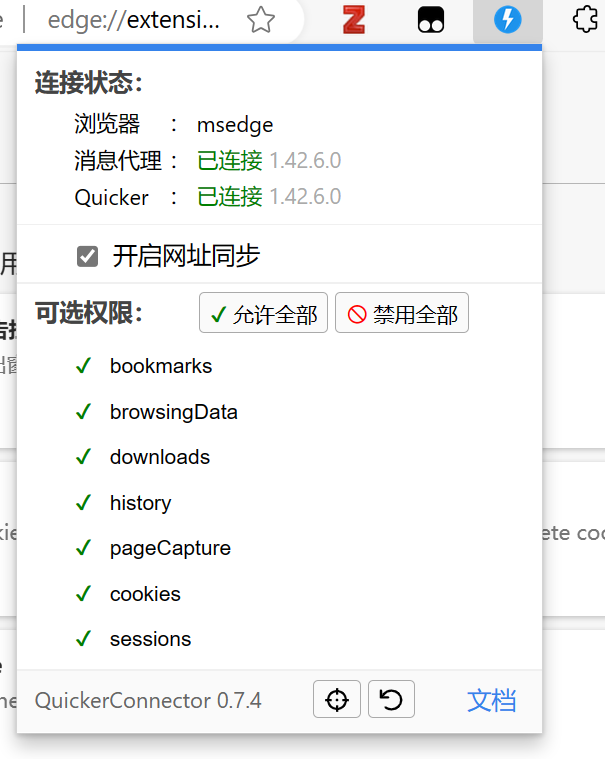 edge://extensi...
连接状态：
浏览器 ： msedge
消息代理 ： 已连接 1.42.6.0
Quicker ： 已连接 1.42.6.0
开启网址同步
可选权限： 允许全部 禁用全部
bookmarks
browsingData
downloads
history
pageCapture
cookies
ete coo
sessions
QuickerConnector 0.7.4 文档